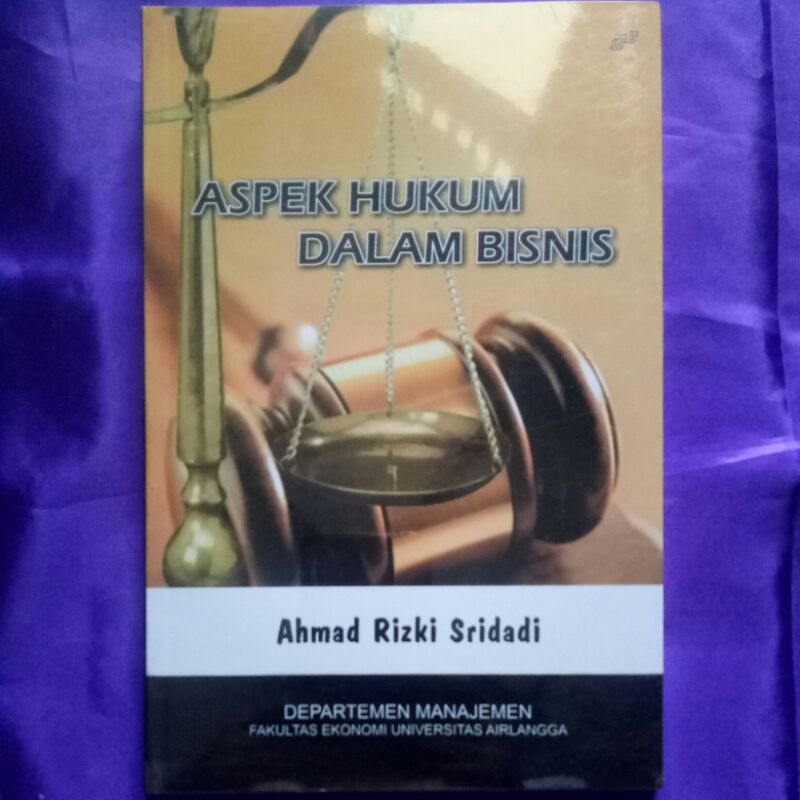 ASPEK HUKUM
DALAM BISNIS
Ahmad Rizki Sridadi
DEPARTEMEN MANAJEMEN
FAKULTAS EKONOMI UNIVERSITAS AIRLANGGA